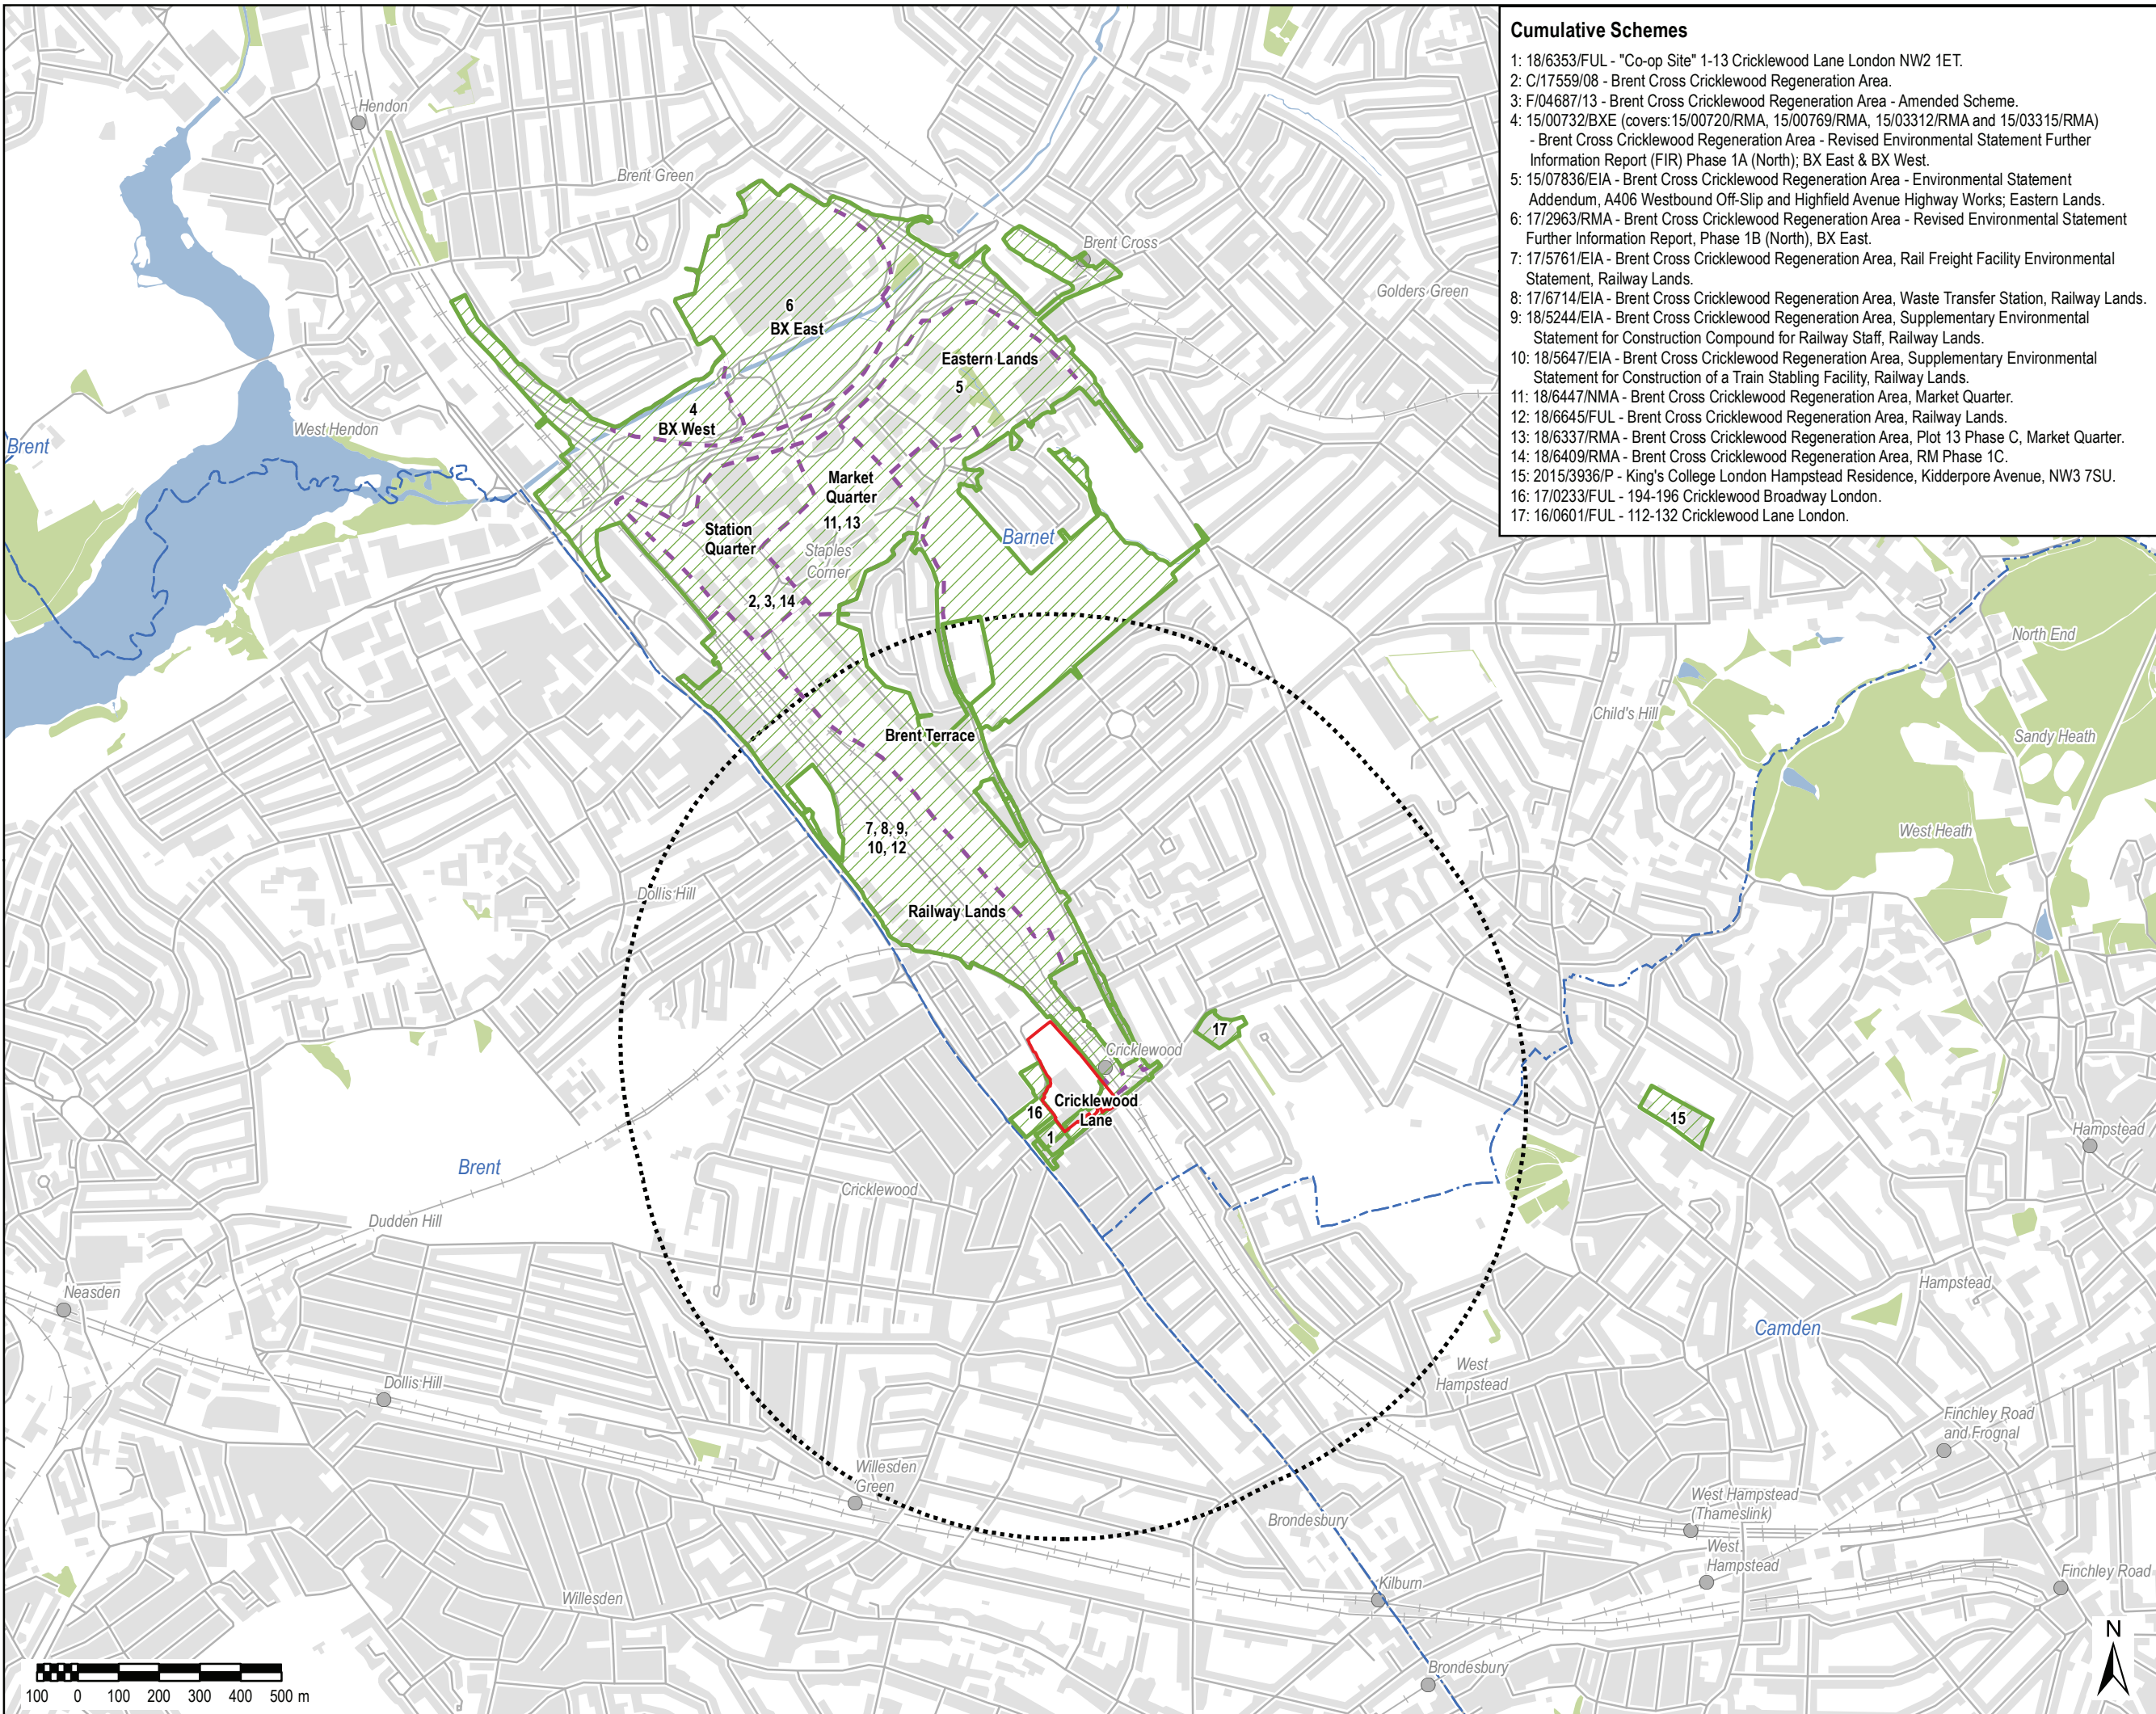 Cumulative Schemes
1: 18/6353/FUL - "Co-op Site" 1-13 Cricklewood Lane London NW2 1ET.
2: C/17559/08 - Brent Cross Cricklewood Regeneration Area.
3: F/04687/13 - Brent Cross Cricklewood Regeneration Area - Amended Scheme.
4: 15/00732/BXE (covers:15/00720/RMA, 15/00769/RMA, 15/03312/RMA and 15/03315/RMA)
- Brent Cross Cricklewood Regeneration Area - Revised Environmental Statement Further
Information Report (FIR) Phase 1A (North); BX East & BX West.
5: 15/07836/EIA - Brent Cross Cricklewood Regeneration Area - Environmental Statement
Addendum, A406 Westbound Off-Slip and Highfield Avenue Highway Works; Eastern Lands.
6: 17/2963/RMA - Brent Cross Cricklewood Regeneration Area - Revised Environmental Statement
Further Information Report, Phase 1B (North), BX East.
7: 17/5761/EIA - Brent Cross Cricklewood Regeneration Area, Rail Freight Facility Environmental
Statement, Railway Lands.
8: 17/6714/EIA - Brent Cross Cricklewood Regeneration Area, Waste Transfer Station, Railway Lands.
9: 18/5244/EIA - Brent Cross Cricklewood Regeneration Area, Supplementary Environmental
Statement for Construction Compound for Railway Staff, Railway Lands.
10: 18/5647/EIA - Brent Cross Cricklewood Regeneration Area, Supplementary Environmental
Statement for Construction of a Train Stabling Facility, Railway Lands.
11: 18/6447/NMA - Brent Cross Cricklewood Regeneration Area, Market Quarter.
12: 18/6645/FUL - Brent Cross Cricklewood Regeneration Area, Railway Lands.
13: 18/6337/RMA - Brent Cross Cricklewood Regeneration Area, Plot 13 Phase C, Market Quarter.
14: 18/6409/RMA - Brent Cross Cricklewood Regeneration Area, RM Phase 1C.
15: 2015/3936/P - King's College London Hampstead Residence, Kidderpore Avenue, NW3 7SU.
16: 17/0233/FUL - 194-196 Cricklewood Broadway London.
17: 16/0601/FUL - 112-132 Cricklewood Lane London.
Hendon
Brent Green
Brent Cross
Golders Green
6
BX East
Eastern Lands
5
4
BX West
West Hendon
Brent
Market
Quarter
11, 13
Station
Quarter
Staples
Corner
Barnet
2, 3, 14
North End
Child's Hill
Sandy Heath
Brent Terrace
7, 8, 9,
10, 12
West Heath
Dollis Hill
Railway Lands
17
Cricklewood
Cricklewood
Lane
16
1
15
Hampstead
Brent
Cricklewood
Dudden Hill
Neasden
Hampstead
Camden
West
Hampstead
Dollis Hill
Finchley Road
and Frognal
Willesden
Green
West Hampstead
(Thameslink)
Brondesbury
West
Hampstead
Finchley Road
Kilburn
Willesden
Brondesbury
N
100 0 100 200 300 400 500 m